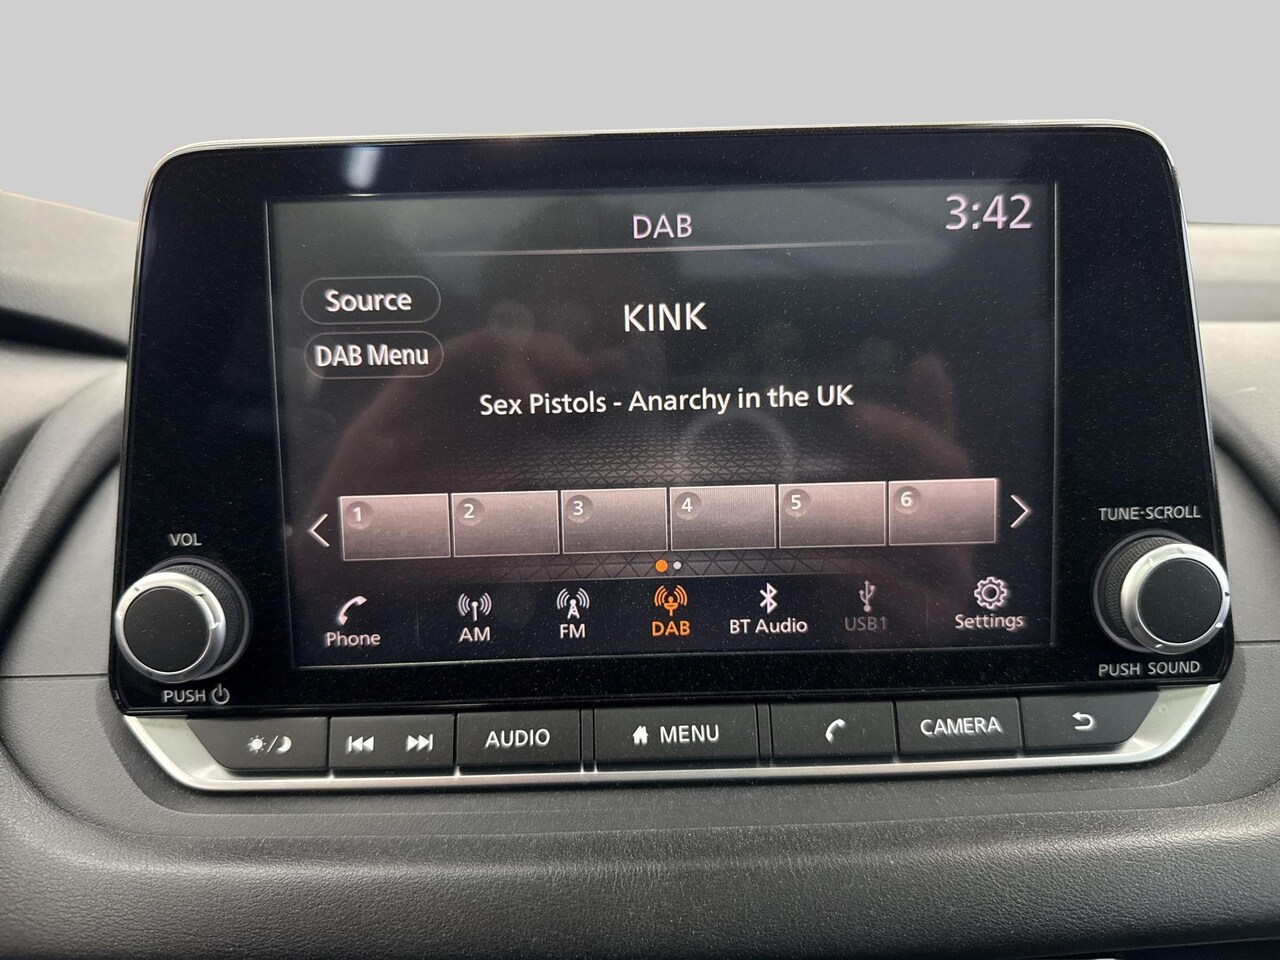 DAB
3:42
Source
KINK
DAB Menu
Sex Pistols - Anarchy in the UK
1 2 3 4 5 6
VOL
TUNE·SCROLL
Phone
AM
FM
DAB
BT Audio
USB1
Settings
PUSH
PUSH SOUND
AUDIO
MENU
CAMERA